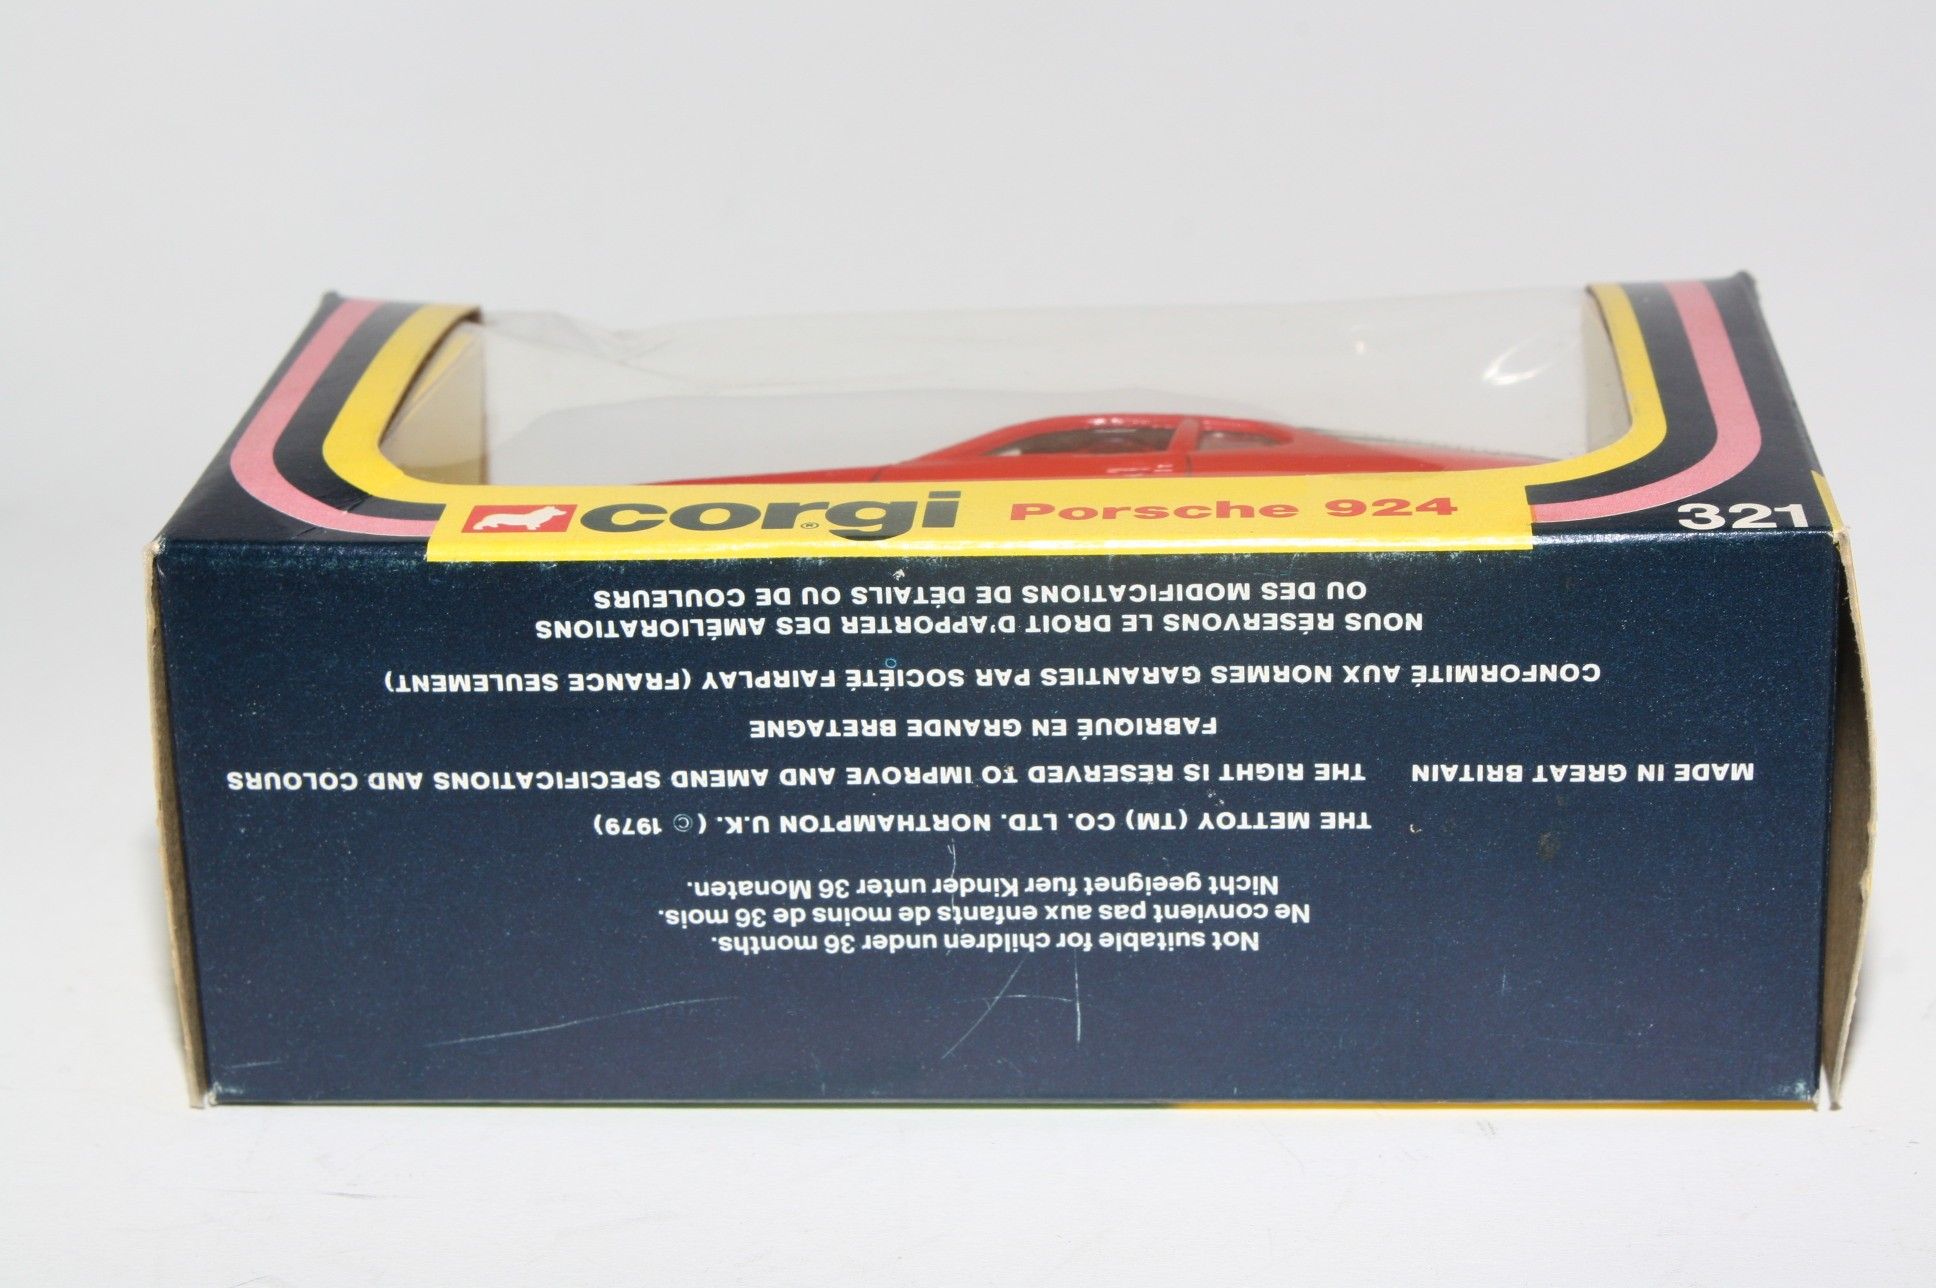 corgi® Porsche 924
321
Not suitable for children under 36 months.
Ne convient pas aux enfants de moins de 36 mois.
Nicht geeignet fuer Kinder unter 36 Monaten.
THE METTOY (TM) CO. LTD. NORTHAMPTON U.K. (© 1979)
MADE IN GREAT BRITAIN THE RIGHT IS RESERVED TO IMPROVE AND AMEND SPECIFICATIONS AND COLOURS
FABRIQUÉ EN GRANDE BRETAGNE
CONFORMITÉ AUX NORMES GARANTIES PAR SOCIÉTÉ FAIRPLAY (FRANCE SEULEMENT)
NOUS RÉSERVONS LE DROIT D'APPORTER DES AMÉLIORATIONS
OU DES MODIFICATIONS DE DÉTAILS OU DE COULEURS